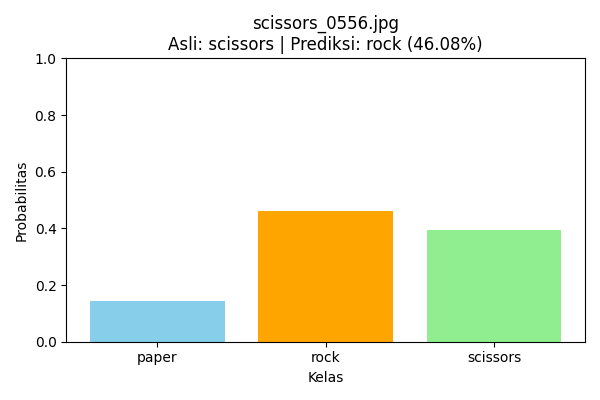 scissors_0556.jpg
Asli: scissors | Prediksi: rock (46.08%)
1.0
0.8
0.6
0.4
0.2
0.0
Probabilitas
paper rock scissors
Kelas